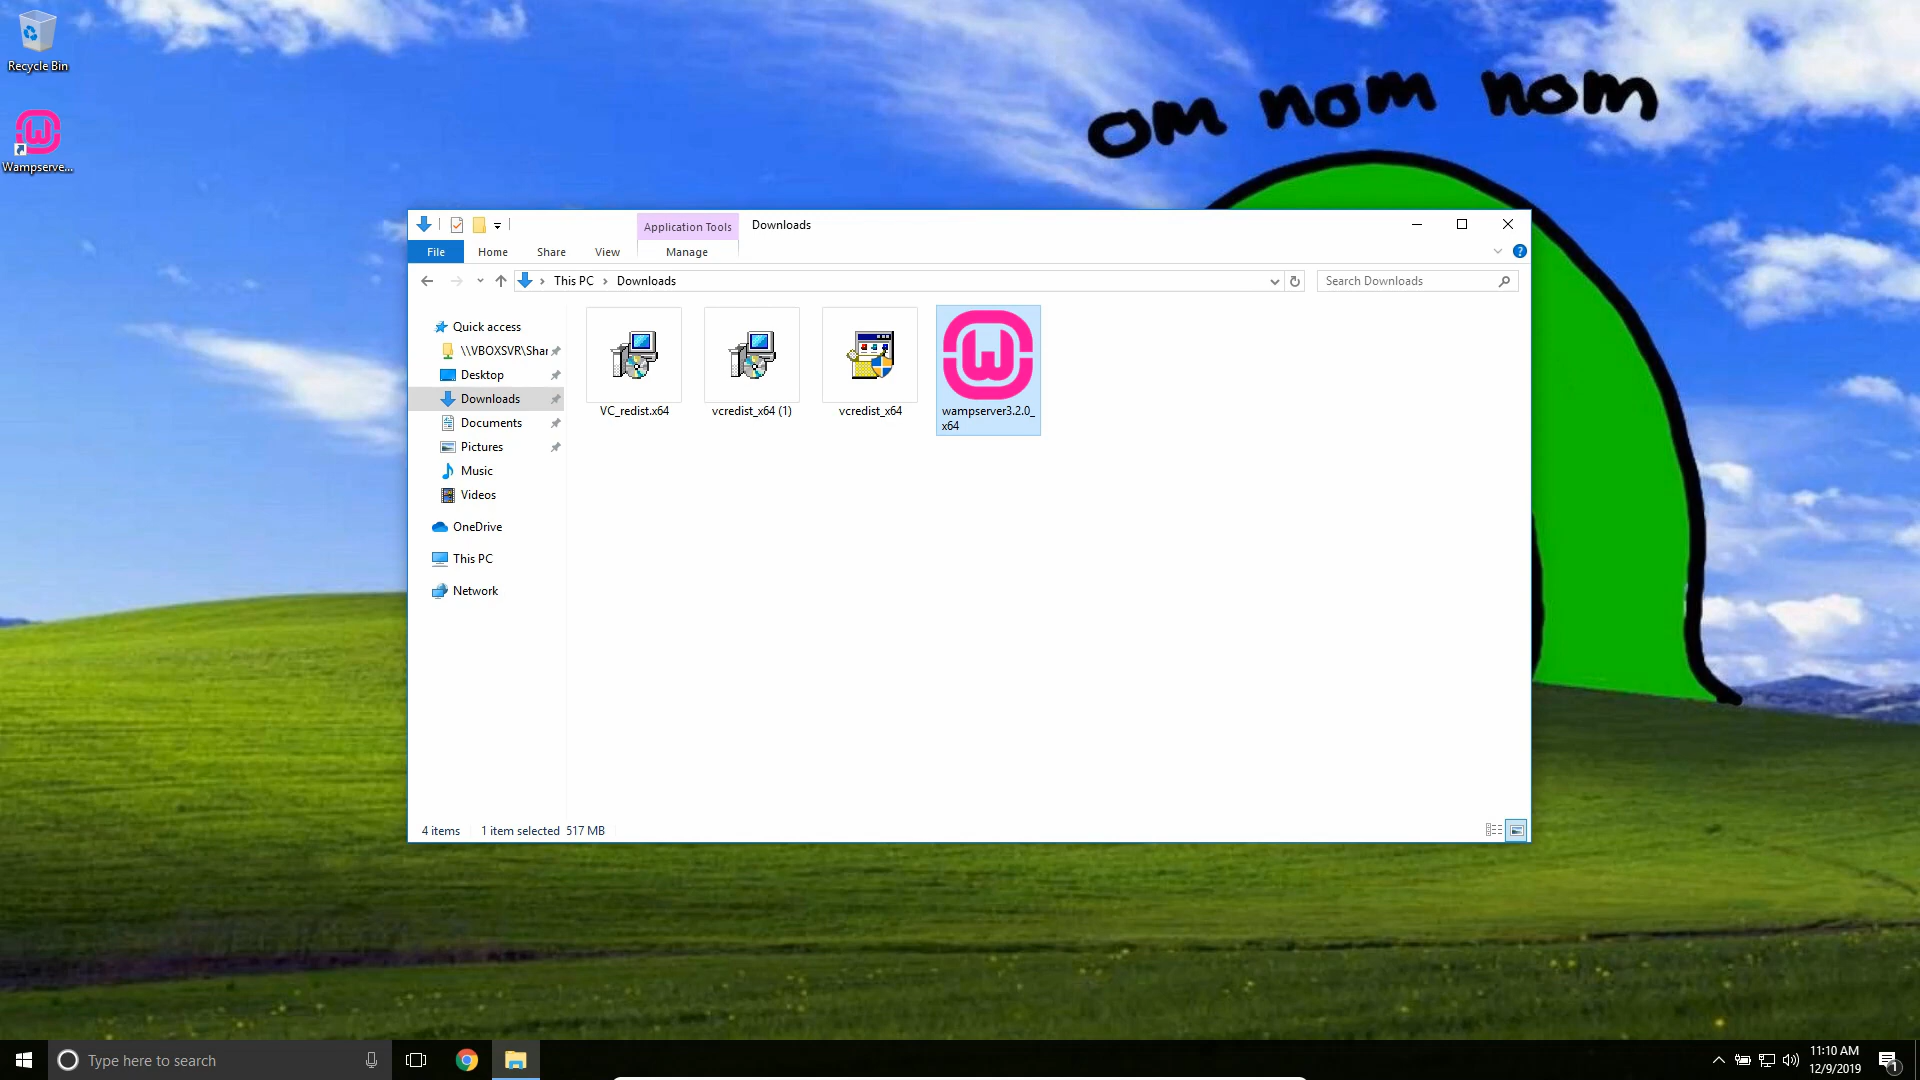 Recycle Bin
Wampserve...
om nom nom
Application Tools
Downloads
File
Home
Share
View
Manage
This PC
Downloads
Search Downloads
Quick access
\\VBOXSVR\Shar
Desktop
Downloads
Documents
Pictures
Music
Videos
OneDrive
This PC
Network
VC_redist.x64
vcredist_x64 (1)
vcredist_x64
wampserver3.2.0_
x64
4 items
1 item selected 517 MB
Type here to search
11:10 AM
12/9/2019
1